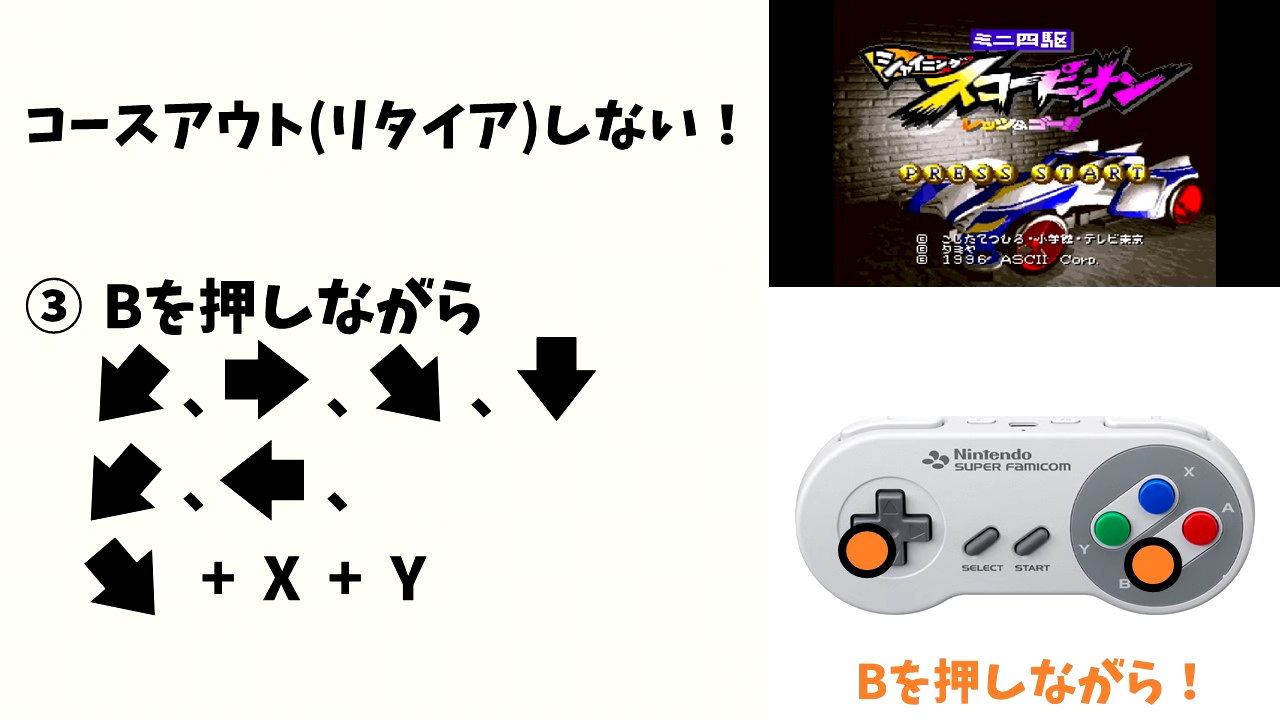 コースアウト(リタイア)しない！
③ Bを押しながら
、 、 、
、 、
+ X + Y
ミニ四駆
シャイニング
スコーピオン
レッツ&ゴー!!
PRESS START
© こしたてつひろ・小学館・テレビ東京
© タミヤ
© 1996 ASCII Corp.
Nintendo
SUPER FAMICOM
X
A
Y
B
SELECT START
Bを押しながら！